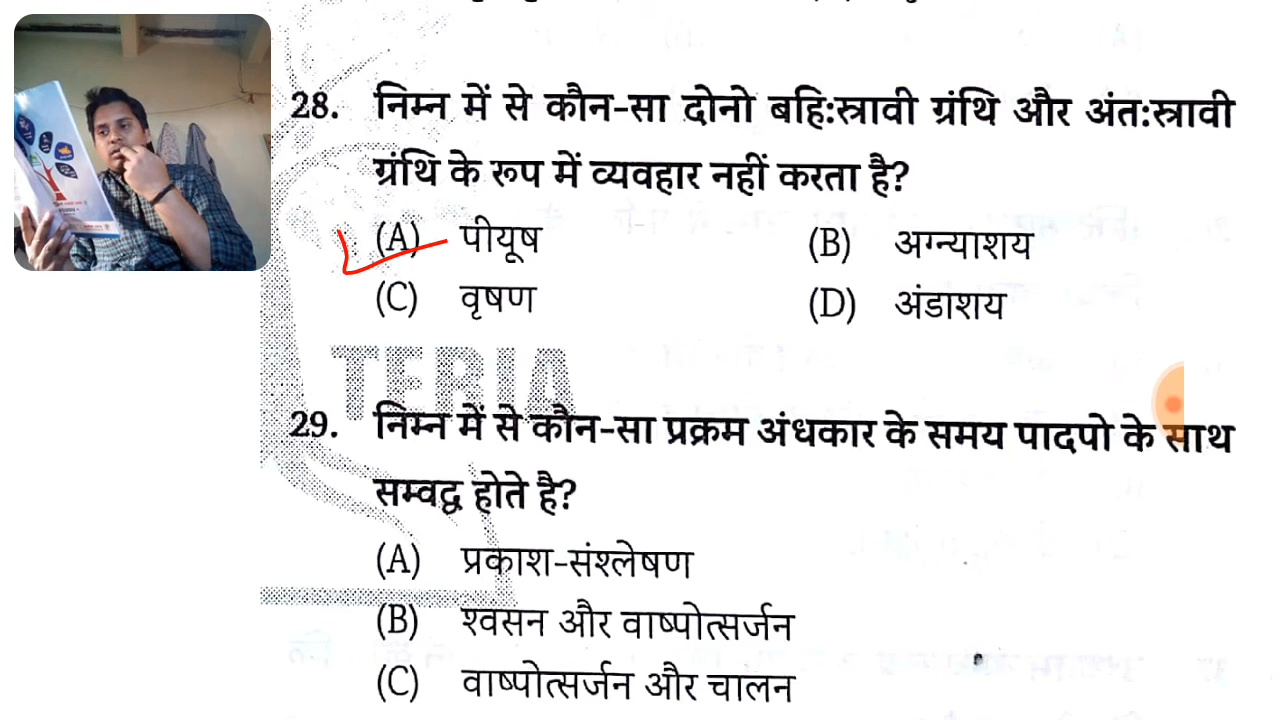 28. निम्न में से कौन-सा दोनो बहि:स्त्रावी ग्रंथि और अंत:स्त्रावी
ग्रंथि के रूप में व्यवहार नहीं करता है?
(A) पीयूष (B) अग्न्याशय
(C) वृषण (D) अंडाशय
TERIA
29. निम्न में से कौन-सा प्रक्रम अंधकार के समय पादपो के साथ
सम्वद्व होते है?
(A) प्रकाश-संश्लेषण
(B) श्वसन और वाष्पोत्सर्जन
(C) वाष्पोत्सर्जन और चालन